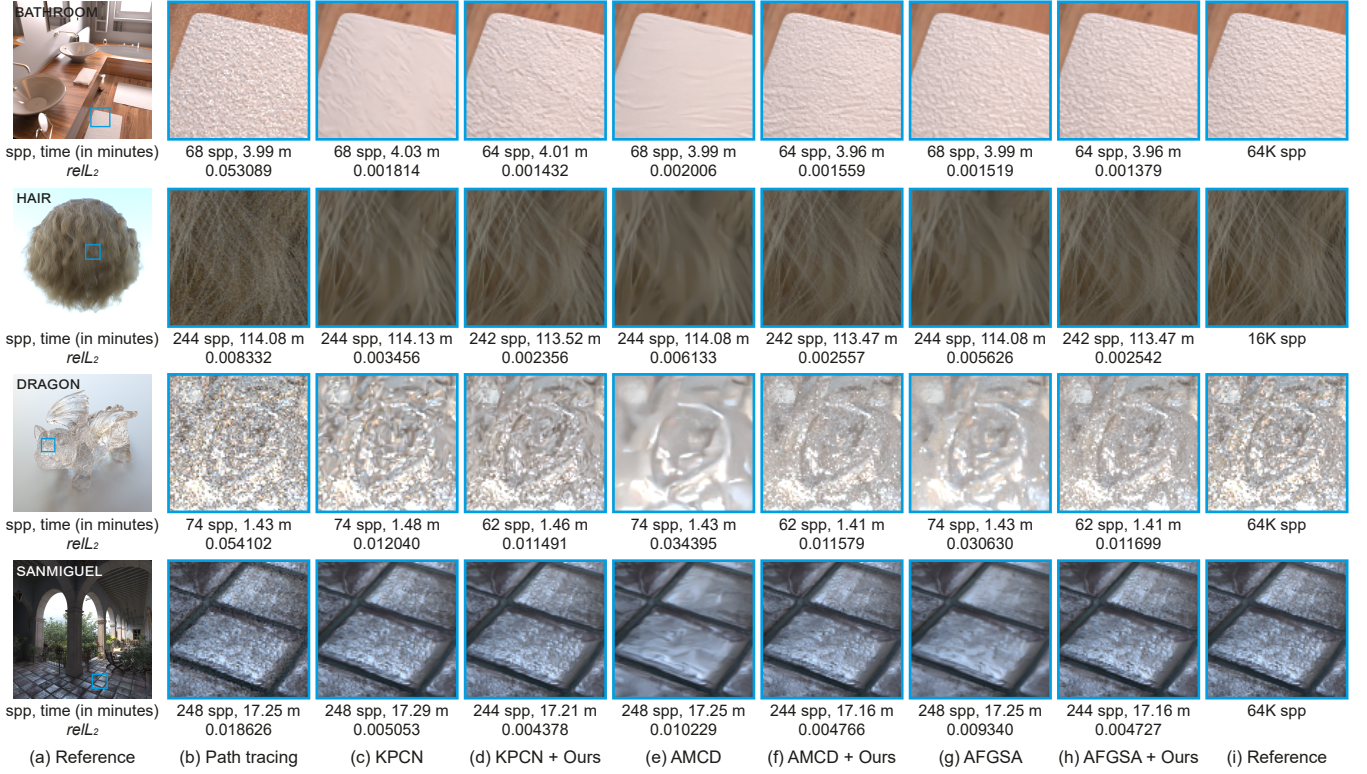 BATHROOM
spp, time (in minutes) 68 spp, 3.99 m 68 spp, 4.03 m 64 spp, 4.01 m 68 spp, 3.99 m 64 spp, 3.96 m 68 spp, 3.99 m 64 spp, 3.96 m 64K spp
relL2 0.053089 0.001814 0.001432 0.002006 0.001559 0.001519 0.001379
HAIR
spp, time (in minutes) 244 spp, 114.08 m 244 spp, 114.13 m 242 spp, 113.52 m 244 spp, 114.08 m 242 spp, 113.47 m 244 spp, 114.08 m 242 spp, 113.47 m 16K spp
relL2 0.008332 0.003456 0.002356 0.006133 0.002557 0.005626 0.002542
DRAGON
spp, time (in minutes) 74 spp, 1.43 m 74 spp, 1.48 m 62 spp, 1.46 m 74 spp, 1.43 m 62 spp, 1.41 m 74 spp, 1.43 m 62 spp, 1.41 m 64K spp
relL2 0.054102 0.012040 0.011491 0.034395 0.011579 0.030630 0.011699
SANMIGUEL
spp, time (in minutes) 248 spp, 17.25 m 248 spp, 17.29 m 244 spp, 17.21 m 248 spp, 17.25 m 244 spp, 17.16 m 248 spp, 17.25 m 244 spp, 17.16 m 64K spp
relL2 0.018626 0.005053 0.004378 0.010229 0.004766 0.009340 0.004727
(a) Reference (b) Path tracing (c) KPCN (d) KPCN + Ours (e) AMCD (f) AMCD + Ours (g) AFGSA (h) AFGSA + Ours (i) Reference